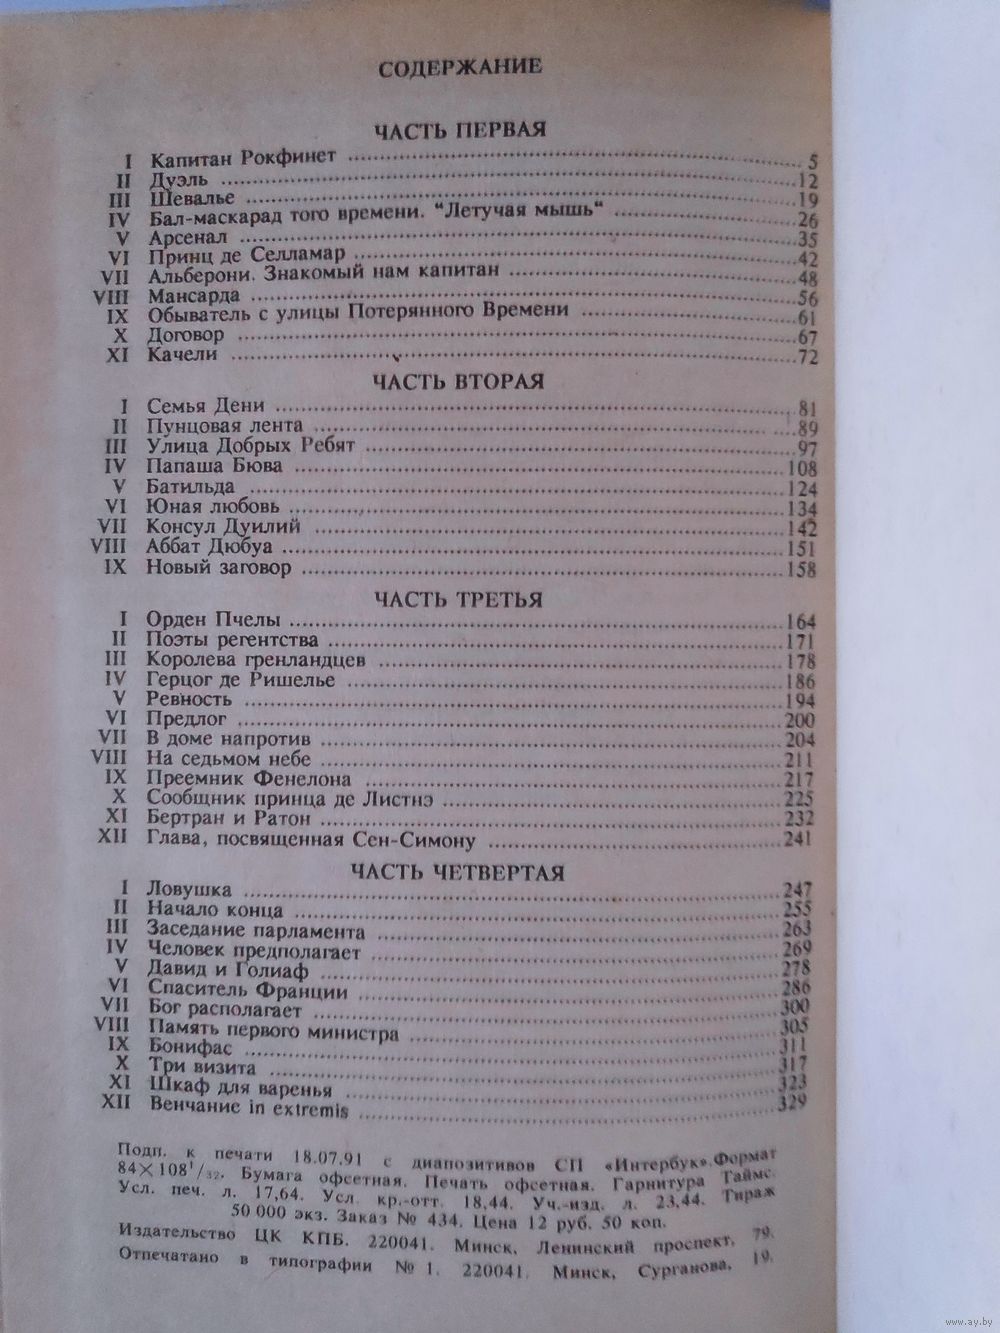 СОДЕРЖАНИЕ
ЧАСТЬ ПЕРВАЯ
I Капитан Рокфинет 5
II Дуэль 12
III Шевалье 19
IV Бал-маскарад того времени. "Летучая мышь" 26
V Арсенал 35
VI Принц де Селламар 42
VII Альберони. Знакомый нам капитан 48
VIII Мансарда 56
IX Обыватель с улицы Потерянного Времени 61
X Договор 67
XI Качели 72
ЧАСТЬ ВТОРАЯ
I Семья Дени 81
II Пунцовая лента 89
III Улица Добрых Ребят 97
IV Папаша Бюва 108
V Батильда 124
VI Юная любовь 134
VII Консул Дуилий 142
VIII Аббат Дюбуа 151
IX Новый заговор 158
ЧАСТЬ ТРЕТЬЯ
I Орден Пчелы 164
II Поэты регентства 171
III Королева гренландцев 178
IV Герцог де Ришелье 186
V Ревность 194
VI Предлог 200
VII В доме напротив 204
VIII На седьмом небе 211
IX Преемник Фенелона 217
X Сообщник принца де Листнэ 225
XI Бертран и Ратон 232
XII Глава, посвященная Сен-Симону 241
ЧАСТЬ ЧЕТВЕРТАЯ
I Ловушка 247
II Начало конца 255
III Заседание парламента 263
IV Человек предполагает 269
V Давид и Голиаф 278
VI Спаситель Франции 286
VII Бог располагает 300
VIII Память первого министра 305
IX Бонифас 311
X Три визита 317
XI Шкаф для варенья 323
XII Венчание in extremis 329
Подп. к печати 18.07.91 с диапозитивов СП «Интербук». Формат
84×108 1/32. Бумага офсетная. Печать офсетная. Гарнитура Таймс.
Усл. печ. л. 17,64. Усл. кр.-отт. 18,44. Уч.-изд. л. 23,44. Тираж
50 000 экз. Заказ № 434. Цена 12 руб. 50 коп.
Издательство ЦК КПБ. 220041. Минск, Ленинский проспект, 79.
Отпечатано в типографии № 1. 220041. Минск, Сурганова, 19.
www.ay.by